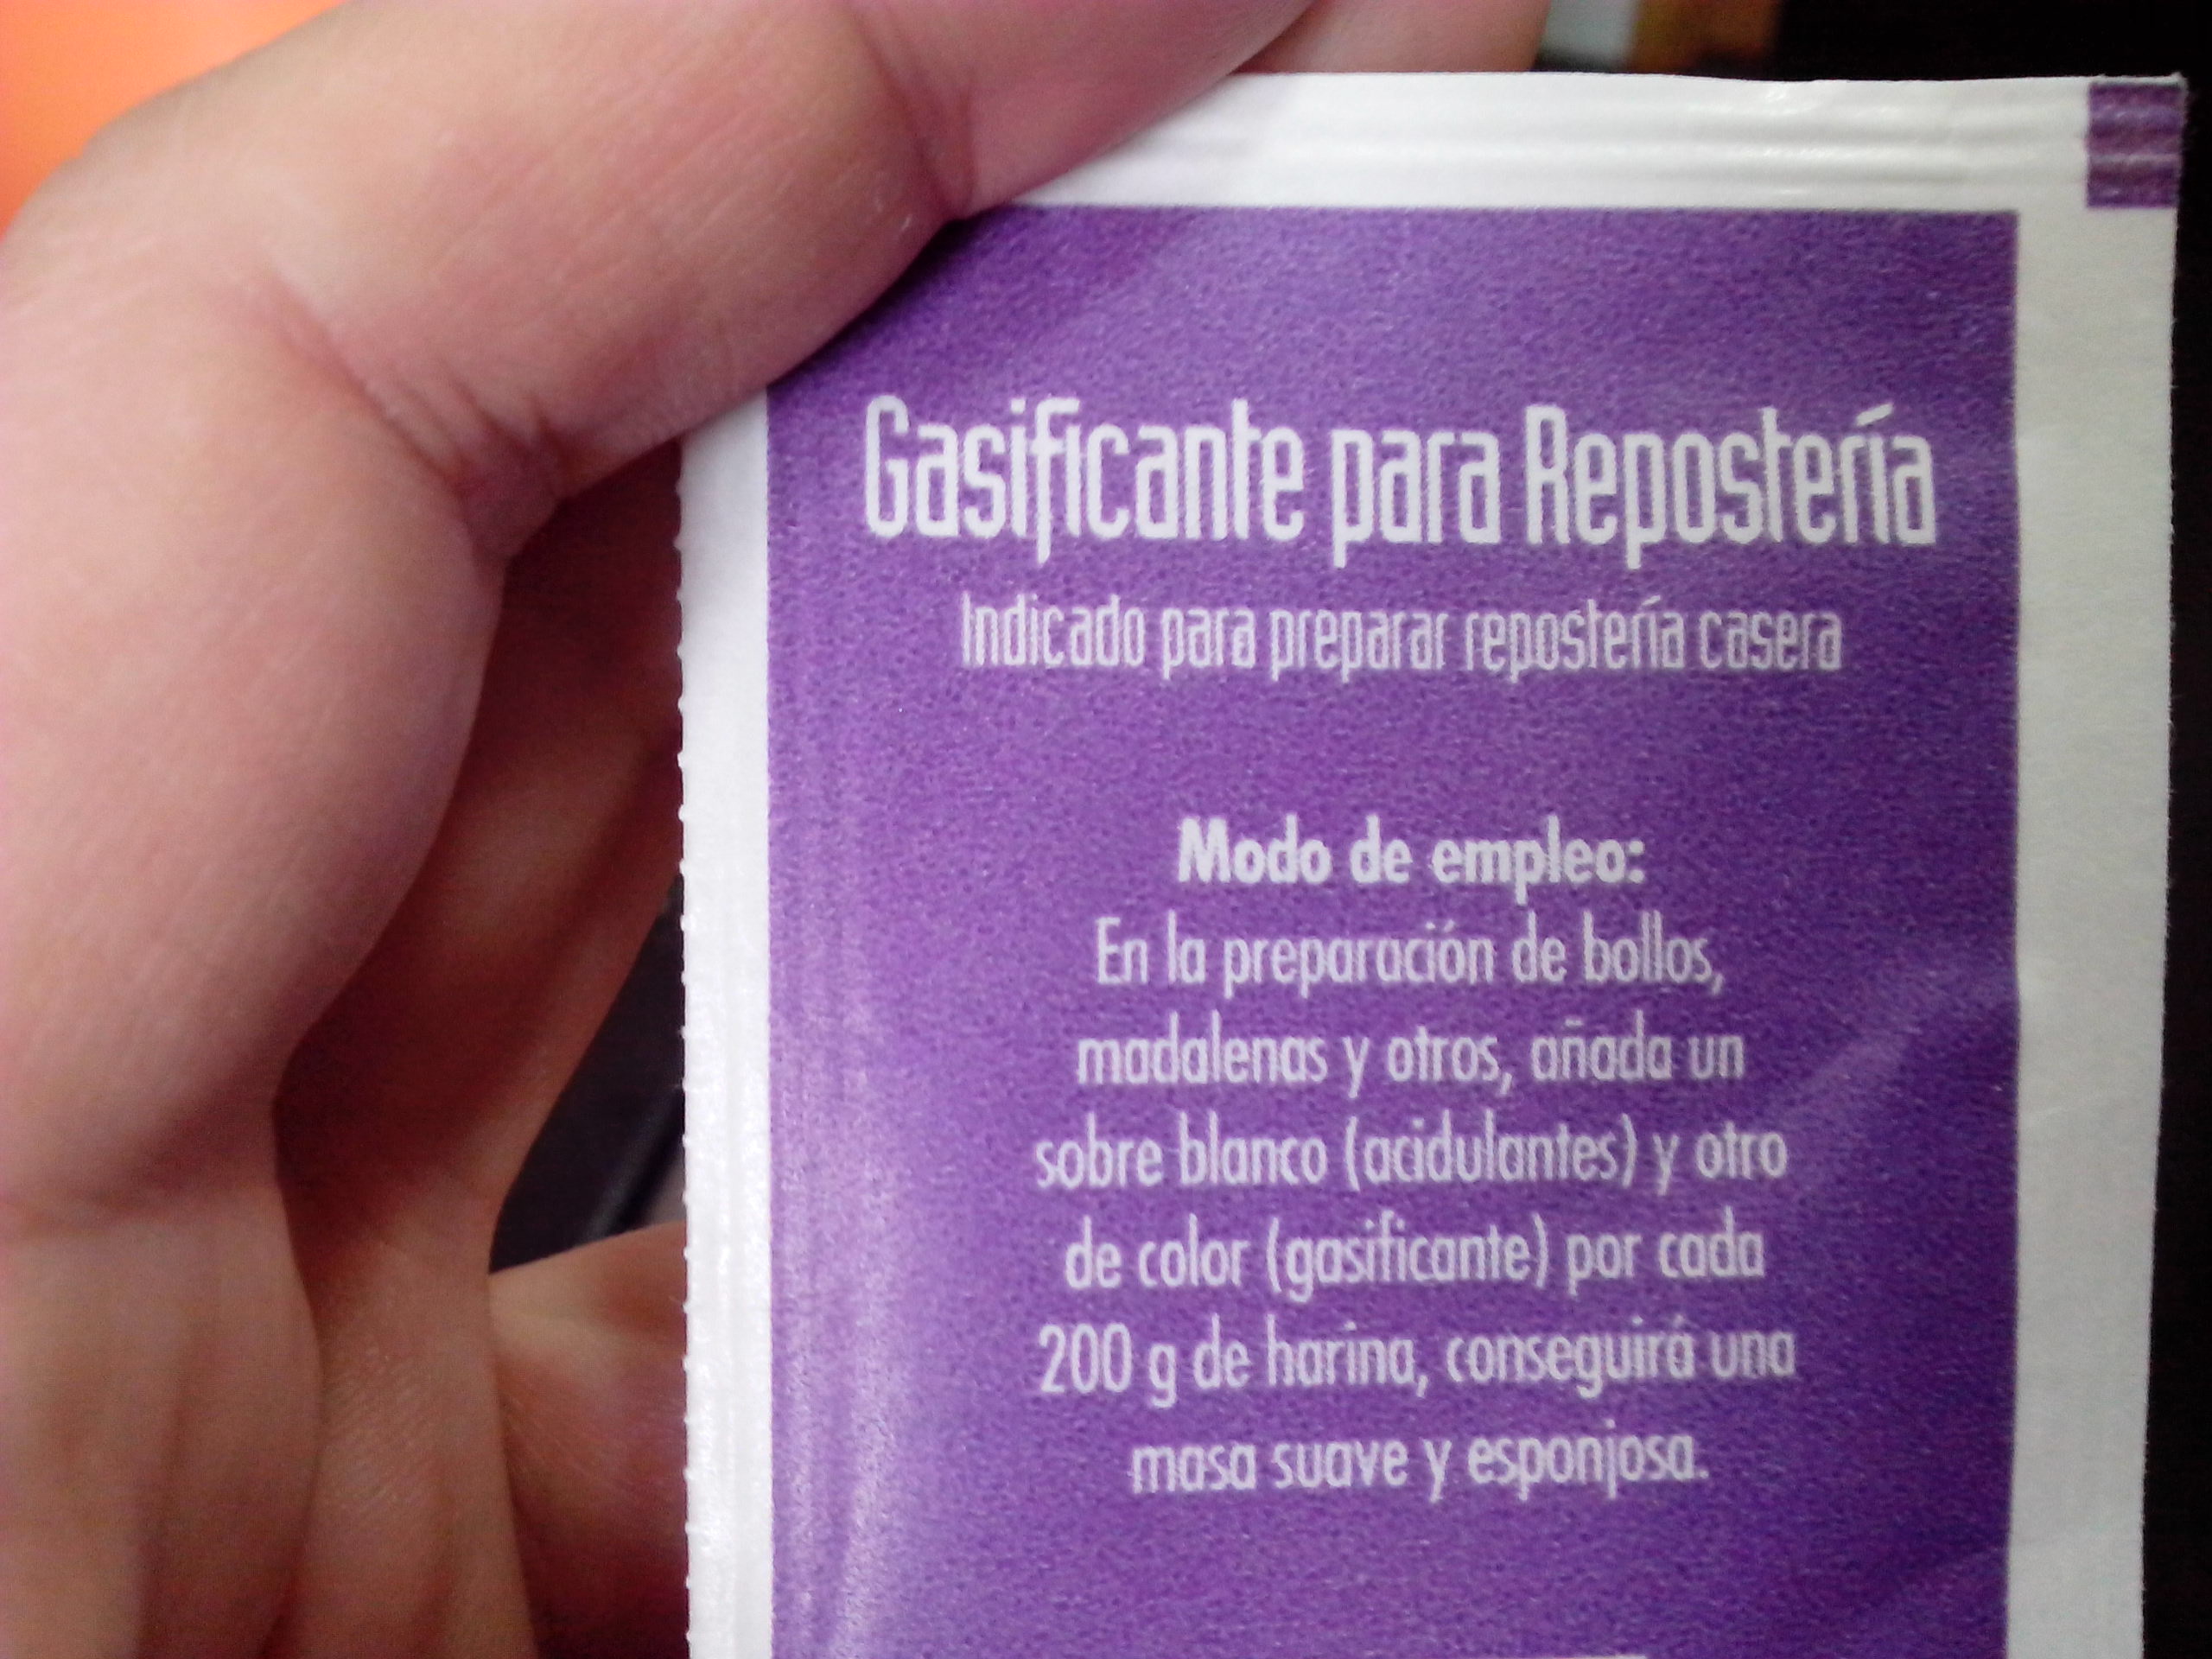 Gasificante para Repostería
Indicado para preparar repostería casera
Modo de empleo:
En la preparación de bollos,
madalenas y otros, añada un
sobre blanco (acidulantes) y otro
de color (gasificante) por cada
200 g de harina, conseguirá una
masa suave y esponjosa.